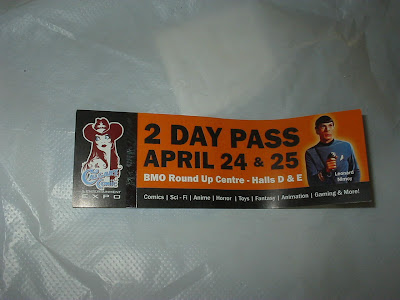 2 DAY PASS
APRIL 24 & 25
BMO Round Up Centre - Halls D & E
Leonard
Nimoy
Comics | Sci - Fi | Anime | Horror | Toys | Fantasy | Animation | Gaming & More!
& ENTERTAINMENT
EXPO